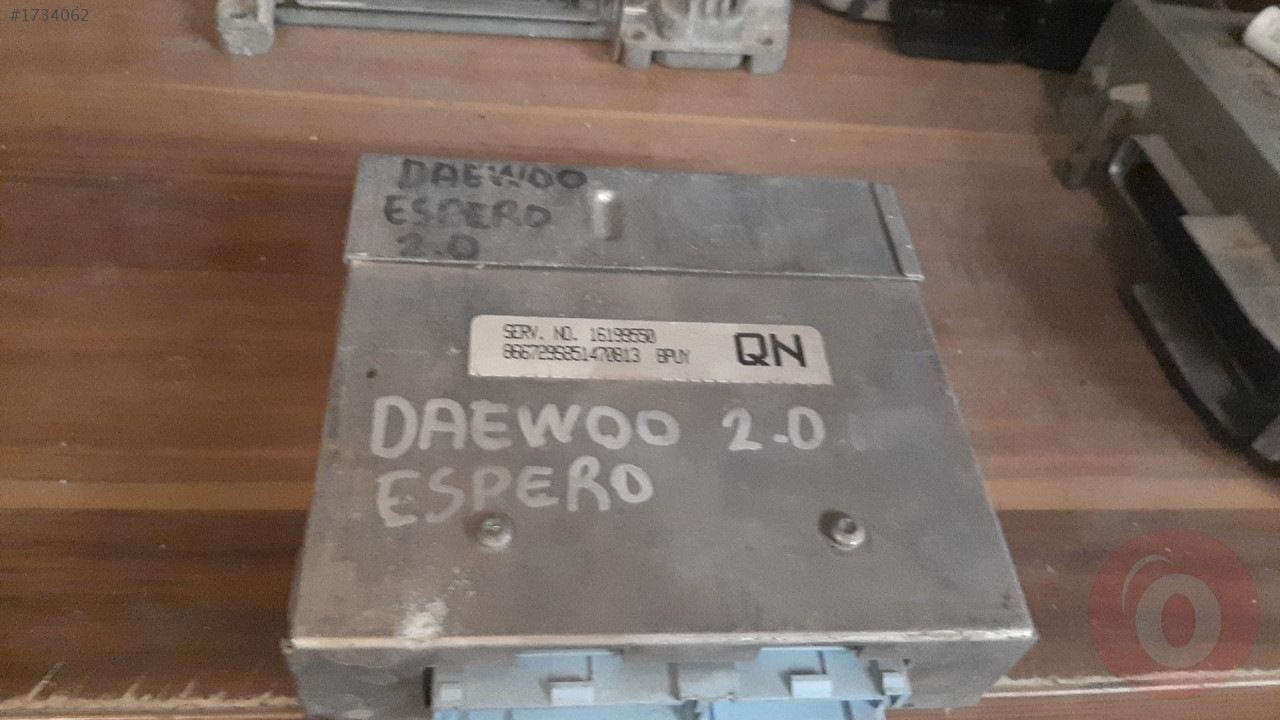 #1734062
DAEWOO
ESPERO
2.0
SERV. NO. 16199550
QN
DAEWOO 2.0
ESPERO